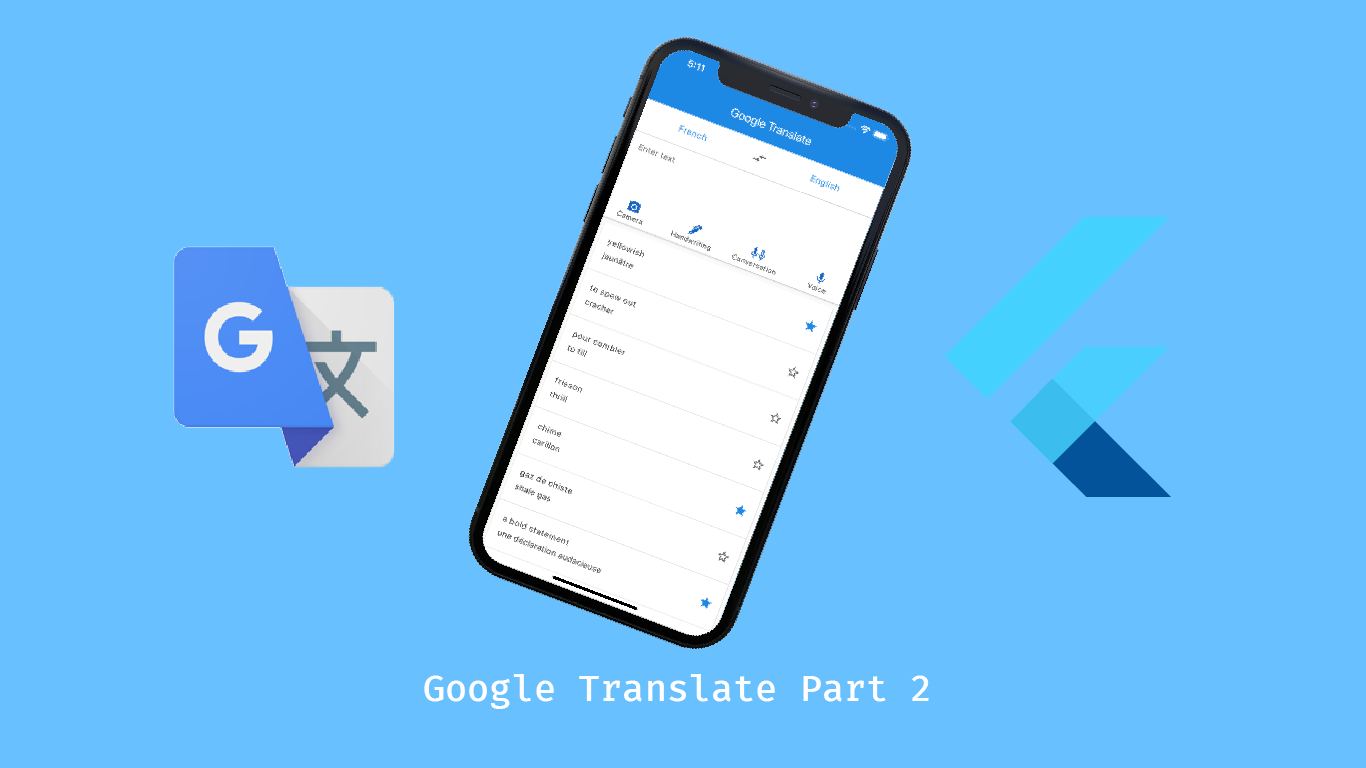 5:11
Google Translate
French
English
Enter text
Camera
Handwriting
Conversation
Voice
yellowish
jaunâtre
to spew out
cracher
pour combler
to fill
frisson
thrill
chime
carillon
gaz de chiste
shale gas
a bold statement
une déclaration audacieuse
G
文
Google Translate Part 2